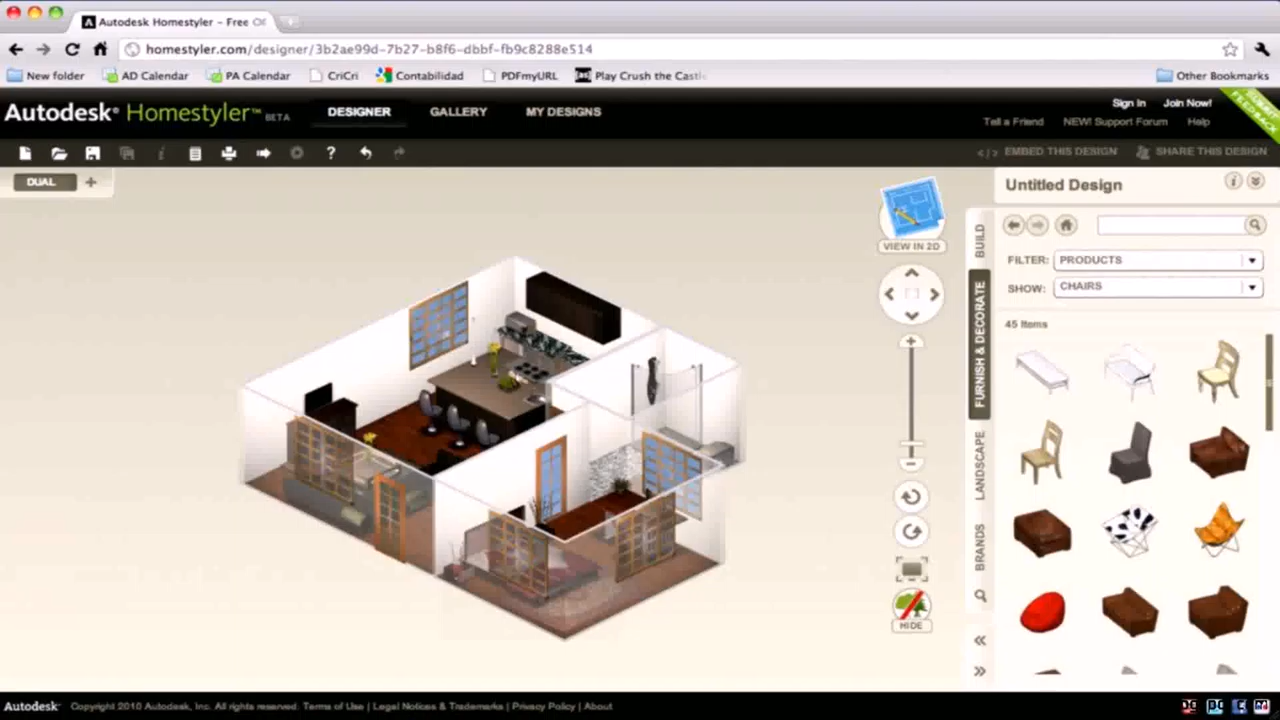 Autodesk Homestyler – Free
homestyler.com/designer/3b2ae99d-7b27-b8f6-dbbf-fb9c8288e514
New folder AD Calendar PA Calendar CriCri Contabilidad PDFmyURL Play Crush the Castle Other Bookmarks
Autodesk® Homestyler™ BETA DESIGNER GALLERY MY DESIGNS Sign In Join Now!
Tell a Friend NEW! Support Forum Help
FEEDBACK
? </> EMBED THIS DESIGN SHARE THIS DESIGN
DUAL +
Untitled Design
VIEW IN 2D
BUILD
FURNISH & DECORATE
LANDSCAPE
BRANDS
FILTER: PRODUCTS
SHOW: CHAIRS
45 Items
HIDE
Autodesk® Copyright 2010 Autodesk, Inc. All rights reserved. Terms of Use | Legal Notices & Trademarks | Privacy Policy | About